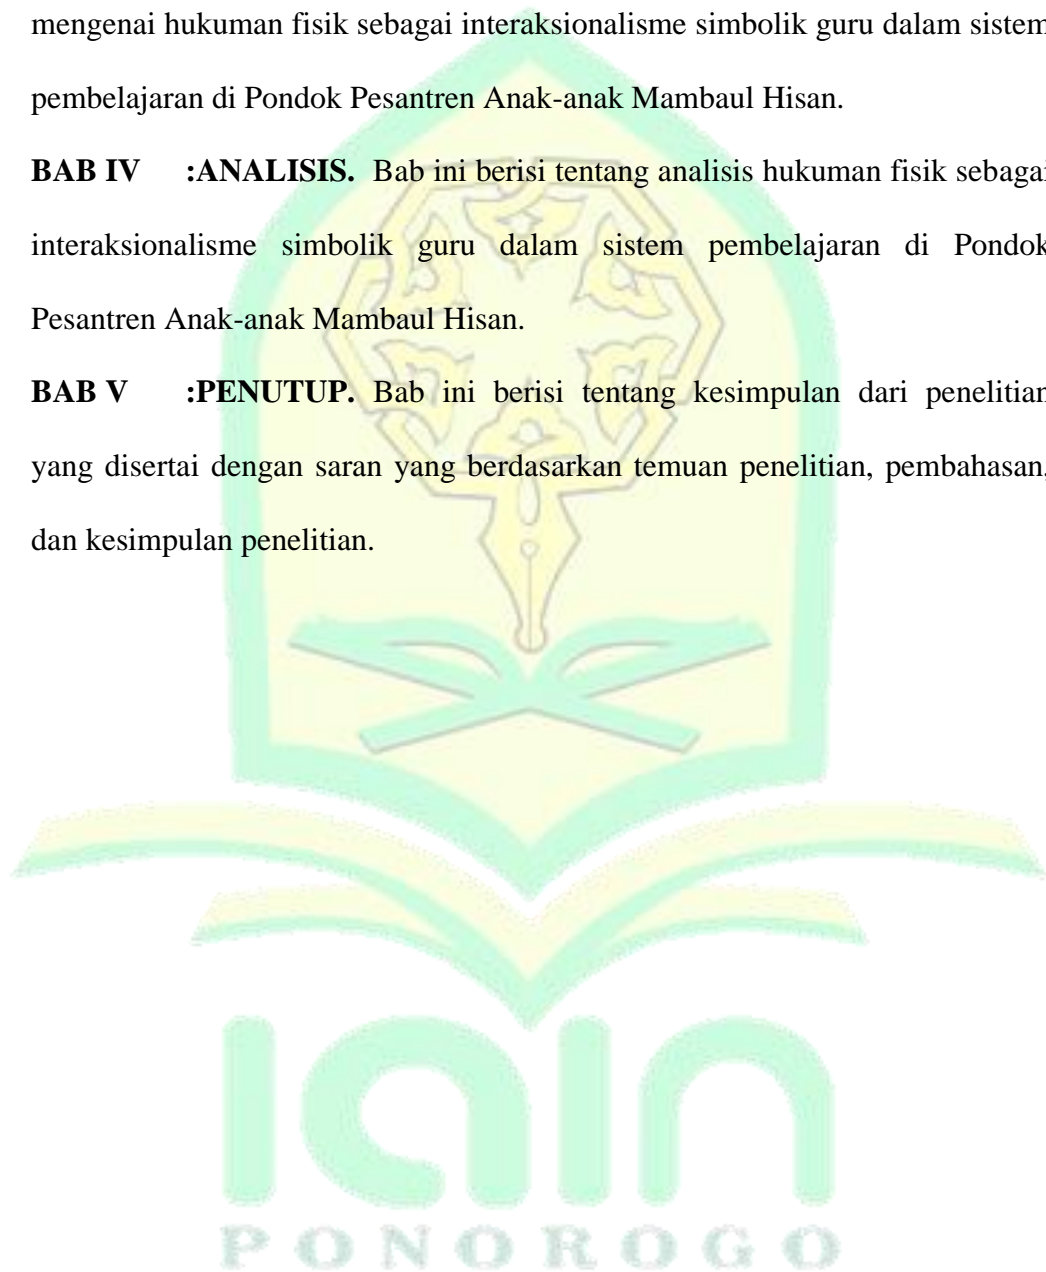 mengenai hukuman fisik sebagai interaksionalisme simbolik guru dalam sistem
pembelajaran di Pondok Pesantren Anak-anak Mambaul Hisan.
BAB IV :ANALISIS. Bab ini berisi tentang analisis hukuman fisik sebagai
interaksionalisme simbolik guru dalam sistem pembelajaran di Pondok
Pesantren Anak-anak Mambaul Hisan.
BAB V :PENUTUP. Bab ini berisi tentang kesimpulan dari penelitian
yang disertai dengan saran yang berdasarkan temuan penelitian, pembahasan,
dan kesimpulan penelitian.
iain
PONOROGO